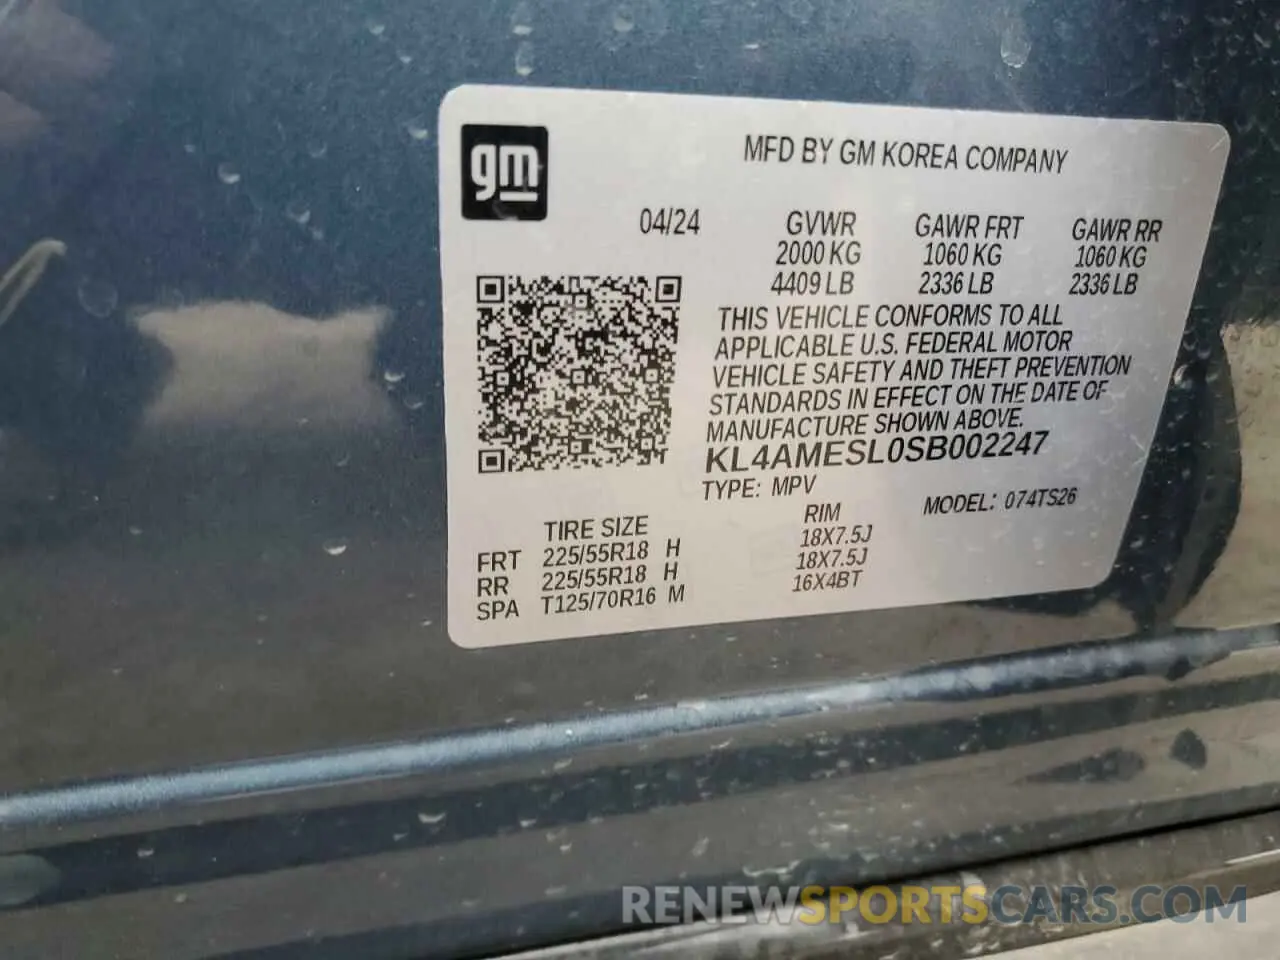 gm
MFD BY GM KOREA COMPANY
04/24 GVWR GAWR FRT GAWR RR
2000 KG 1060 KG 1060 KG
4409 LB 2336 LB 2336 LB
THIS VEHICLE CONFORMS TO ALL
APPLICABLE U.S. FEDERAL MOTOR
VEHICLE SAFETY AND THEFT PREVENTION
STANDARDS IN EFFECT ON THE DATE OF
MANUFACTURE SHOWN ABOVE.
KL4AMESL0SB002247
TYPE: MPV MODEL: 074TS26
TIRE SIZE RIM
FRT 225/55R18 H 18X7.5J
RR 225/55R18 H 18X7.5J
SPA T125/70R16 M 16X4BT
RENEWSPORTSCARS.COM